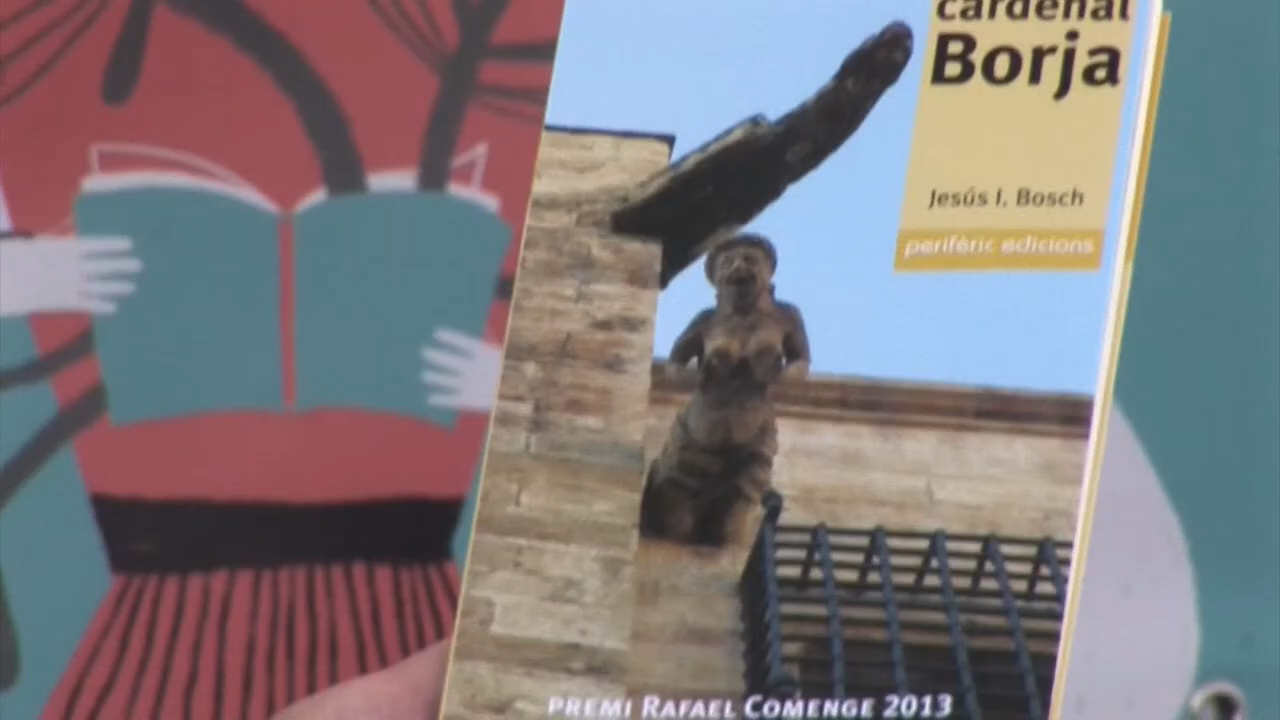 cardenal
Borja
Jesús I. Bosch
perifèric edicions
PREMI RAFAEL COMENGE 2013